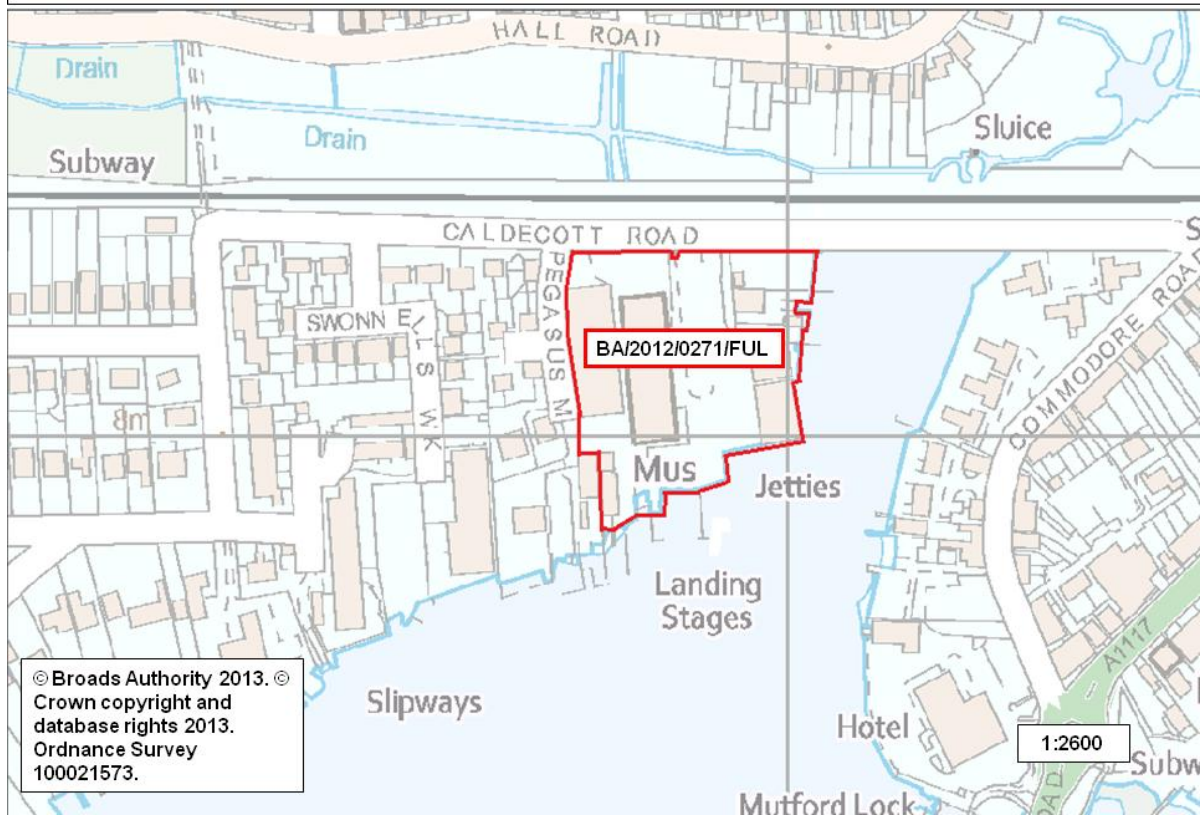 HALL ROAD
Drain
Drain
Sluice
Subway
CALDECOTT ROAD
PEGASUS M
SWONNELLS WK
BA/2012/0271/FUL
COMMODORE ROAD
8m
Mus
Jetties
Landing
Stages
A1117
© Broads Authority 2013. ©
Crown copyright and
database rights 2013.
Ordnance Survey
100021573.
Slipways
Hotel
1:2600
Subw
OAD
Mutford Lock